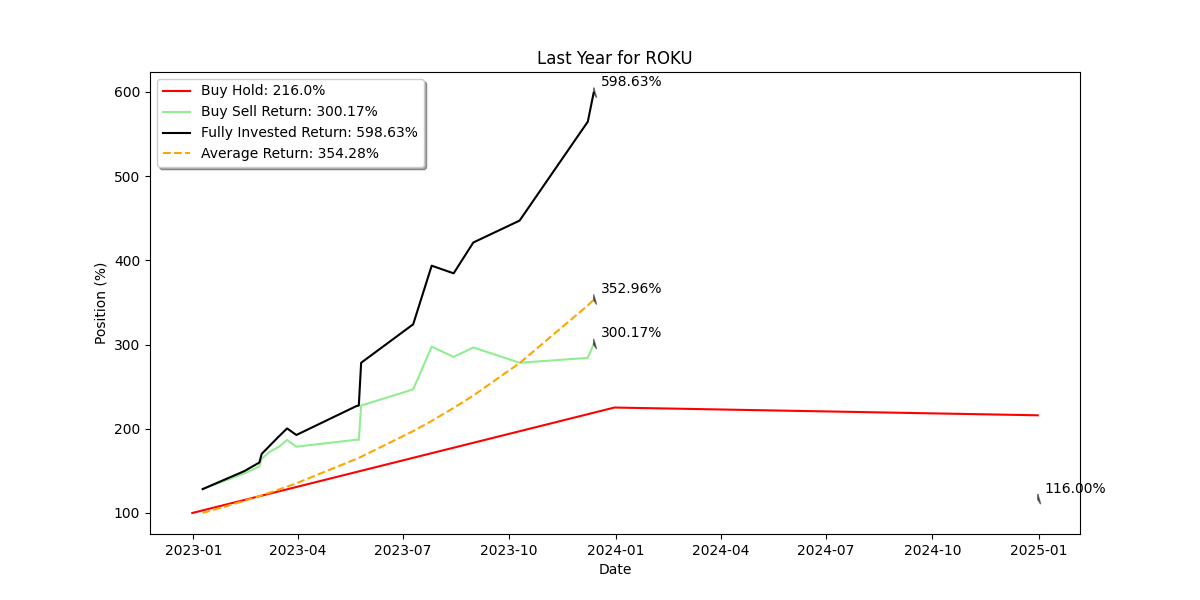 Last Year for ROKU
Buy Hold: 216.0%
Buy Sell Return: 300.17%
Fully Invested Return: 598.63%
Average Return: 354.28%
598.63%
352.96%
300.17%
116.00%
Position (%)
600
500
400
300
200
100
2023-01
2023-04
2023-07
2023-10
2024-01
2024-04
2024-07
2024-10
2025-01
Date